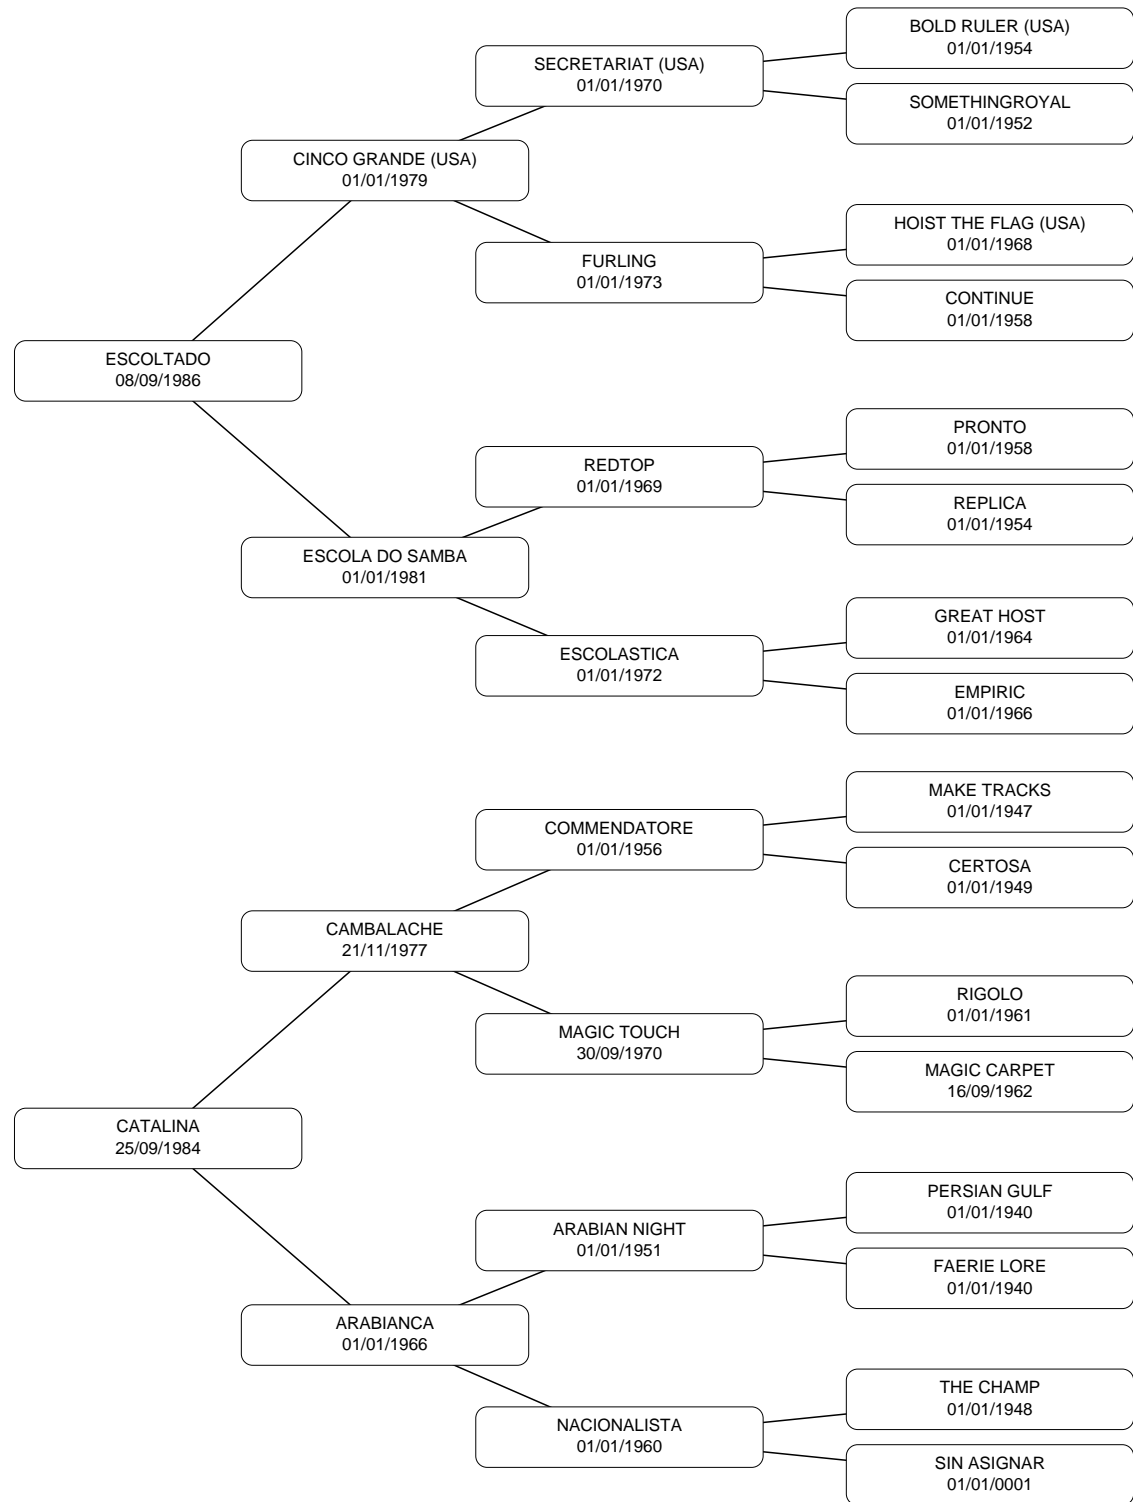 BOLD RULER (USA)
01/01/1954
SECRETARIAT (USA)
01/01/1970
SOMETHINGROYAL
01/01/1952
CINCO GRANDE (USA)
01/01/1979
HOIST THE FLAG (USA)
01/01/1968
FURLING
01/01/1973
CONTINUE
01/01/1958
ESCOLTADO
08/09/1986
PRONTO
01/01/1958
REDTOP
01/01/1969
REPLICA
01/01/1954
ESCOLA DO SAMBA
01/01/1981
GREAT HOST
01/01/1964
ESCOLASTICA
01/01/1972
EMPIRIC
01/01/1966
MAKE TRACKS
01/01/1947
COMMENDATORE
01/01/1956
CERTOSA
01/01/1949
CAMBALACHE
21/11/1977
RIGOLO
01/01/1961
MAGIC TOUCH
30/09/1970
MAGIC CARPET
16/09/1962
CATALINA
25/09/1984
PERSIAN GULF
01/01/1940
ARABIAN NIGHT
01/01/1951
FAERIE LORE
01/01/1940
ARABIANCA
01/01/1966
THE CHAMP
01/01/1948
NACIONALISTA
01/01/1960
SIN ASIGNAR
01/01/0001